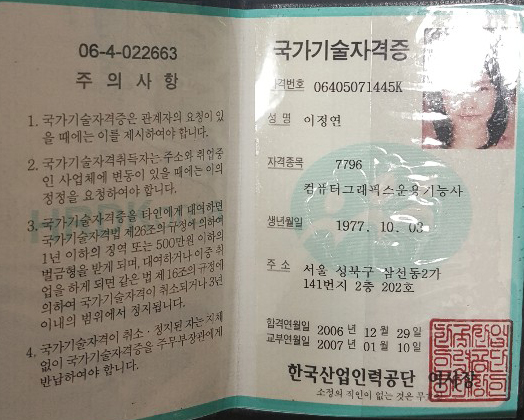 06-4-022663
주 의 사 항
1. 국가기술자격증은 관계자의 요청이 있
을 때에는 이를 제시하여야 합니다.
2. 국가기술자격취득자는 주소와 취업중
인 사업체에 변동이 있을 때에는 이의
정정을 요청하여야 합니다.
3. 국가기술자격증을 타인에게 대여하면
국가기술자격법 제26조의 규정에 의하여
1년 이하의 징역 또는 500만원 이하의
벌금형을 받게 되며, 대여하거나 이중 취
업을 하게 되면 같은 법 제16조의 규정에
의하여 국가기술자격이 취소되거나 3년
이내의 범위에서 정지됩니다.
4. 국가기술자격이 취소·정지된 자는 지체
없이 국가기술자격증을 주무부장관에게
반납하여야 합니다.
국가기술자격증
자격번호 06405071445K
성 명 이정연
자격종목 7796
컴퓨터그래픽스운용기능사
생년월일 1977. 10. 03
주 소 서울 성북구 삼선동2가
141번지 2층 202호
합격연월일 2006 년 12 월 29 일
교부연월일 2007 년 01 월 10 일
한국산업인력공단 이사장
소정의 직인이 없는 것은 무